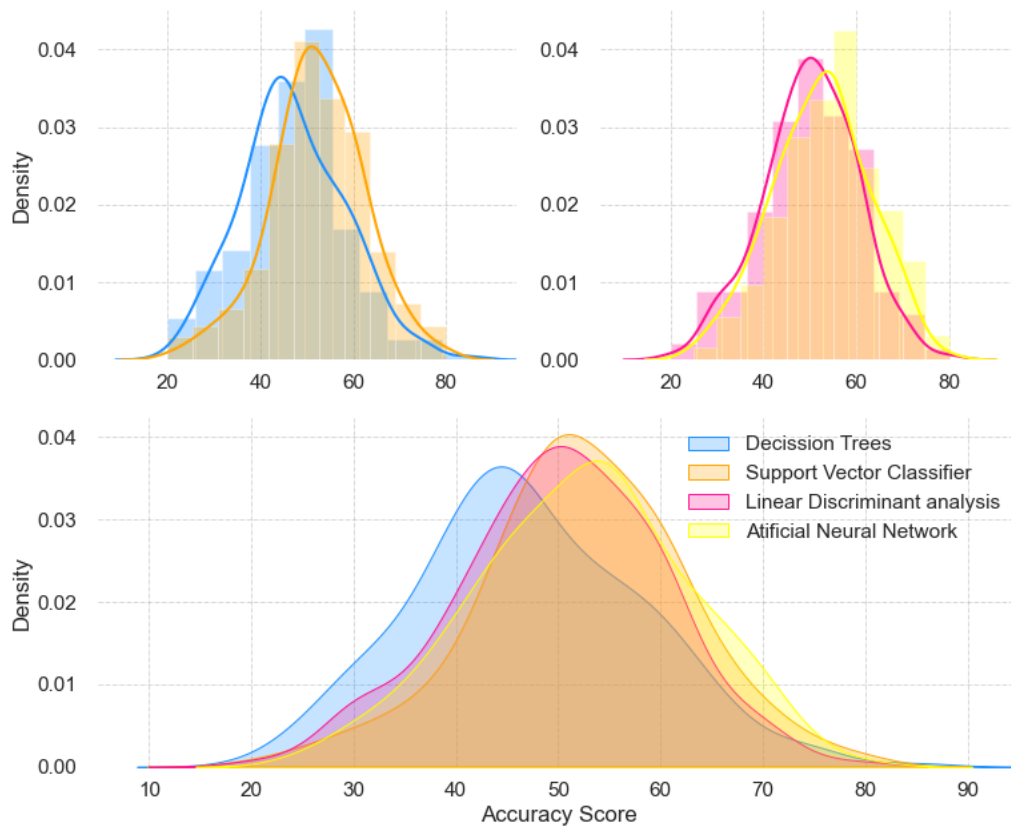 0.04
0.03
0.02
0.01
0.00
Density
20 40 60 80
0.04
0.03
0.02
0.01
0.00
20 40 60 80
0.04
0.03
0.02
0.01
0.00
Density
Decission Trees
Support Vector Classifier
Linear Discriminant analysis
Atificial Neural Network
10 20 30 40 50 60 70 80 90
Accuracy Score